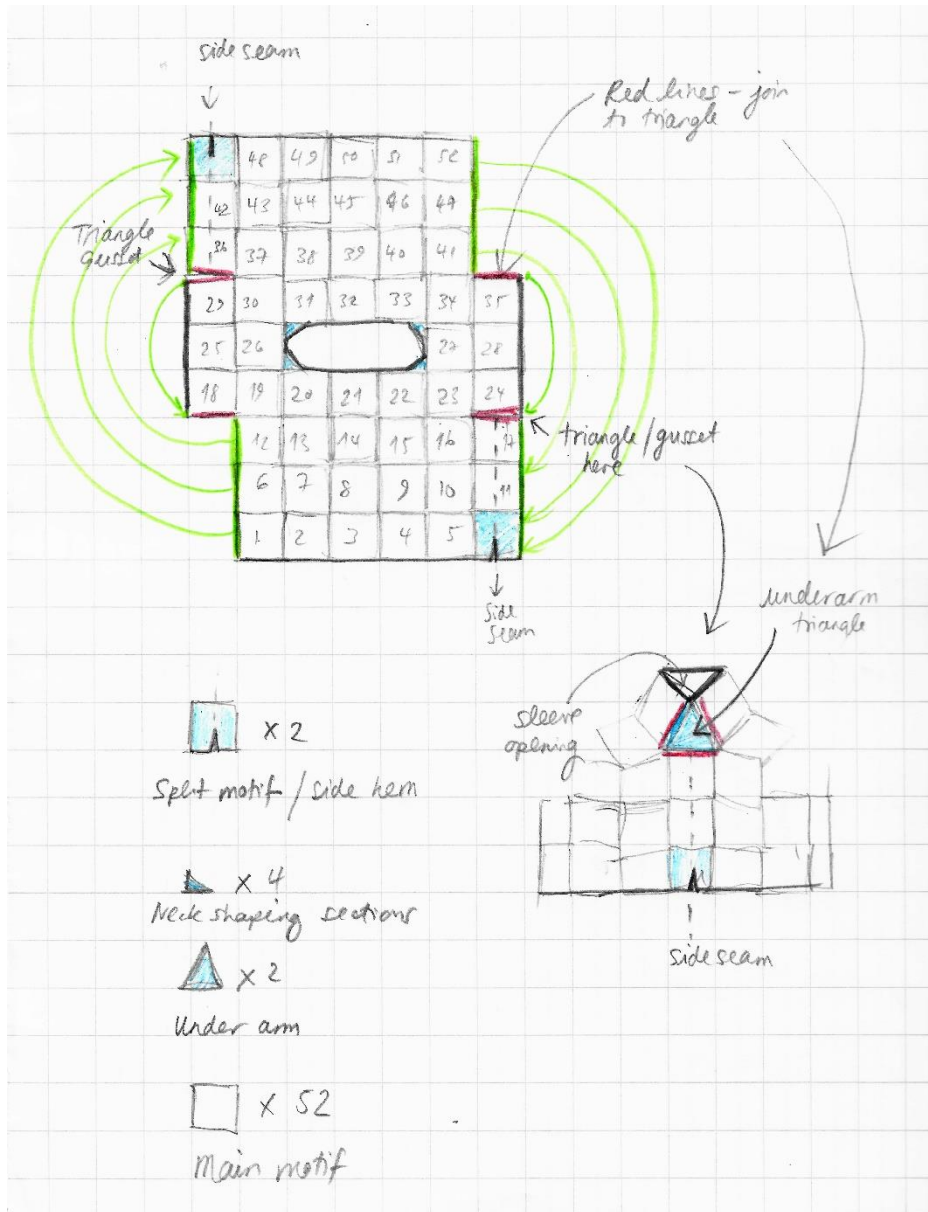 side seam
Red lines - join
to triangle
48 49 50 51 52
42 43 44 45 46 47
Triangle
gusset
36 37 38 39 40 41
29 30 31 32 33 34 35
25 26 27 28
18 19 20 21 22 23 24
12 13 14 15 16 17
triangle/gusset
here
6 7 8 9 10 11
1 2 3 4 5
Side
seam
underarm
triangle
sleeve
opening
x 2
Split motif / side hem
x 4
Neck shaping sections
x 2
Under arm
side seam
x 52
Main motif